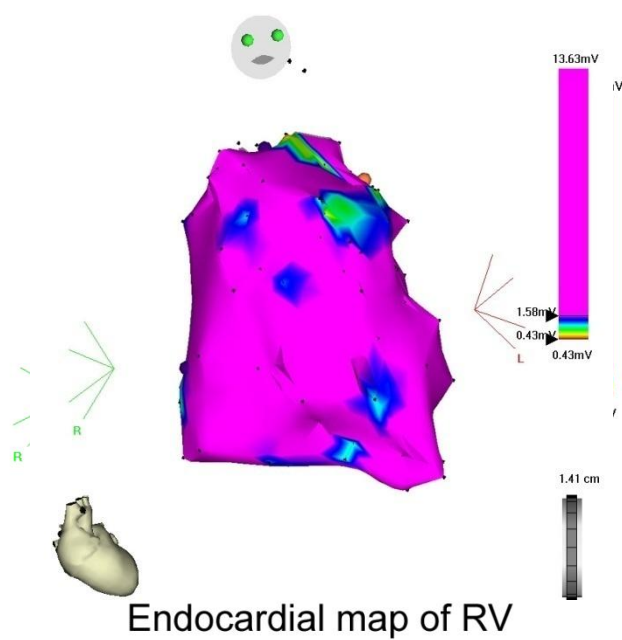 13.63mV
V
1.58mV
0.43mV
0.43mV
L
R
R
1.41 cm
Endocardial map of RV